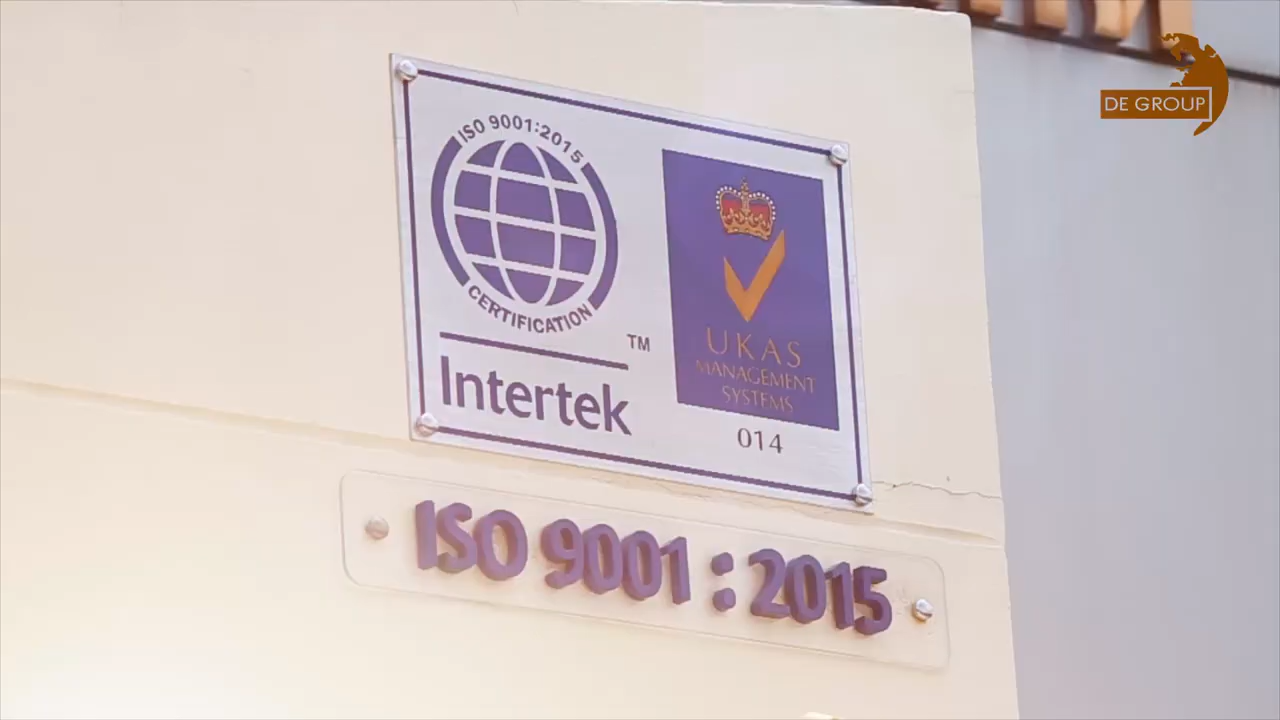 DE GROUP
ISO 9001:2015
CERTIFICATION
TM
Intertek
UKAS
MANAGEMENT
SYSTEMS
014
ISO 9001 : 2015